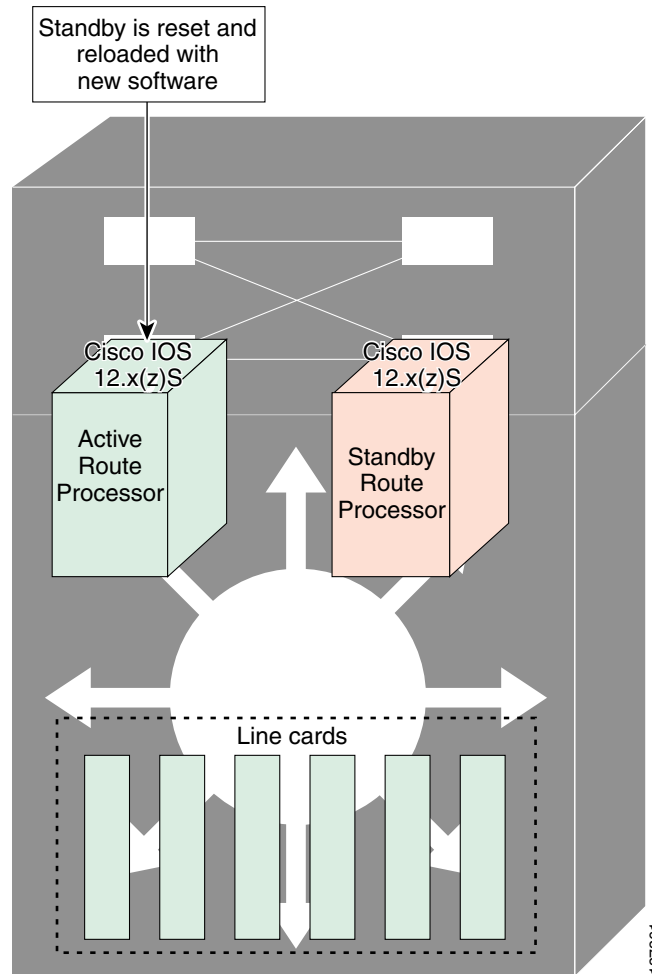 Standby is reset and
reloaded with
new software
Cisco IOS
12.x(z)S
Cisco IOS
12.x(z)S
Active
Route
Processor
Standby
Route
Processor
Line cards